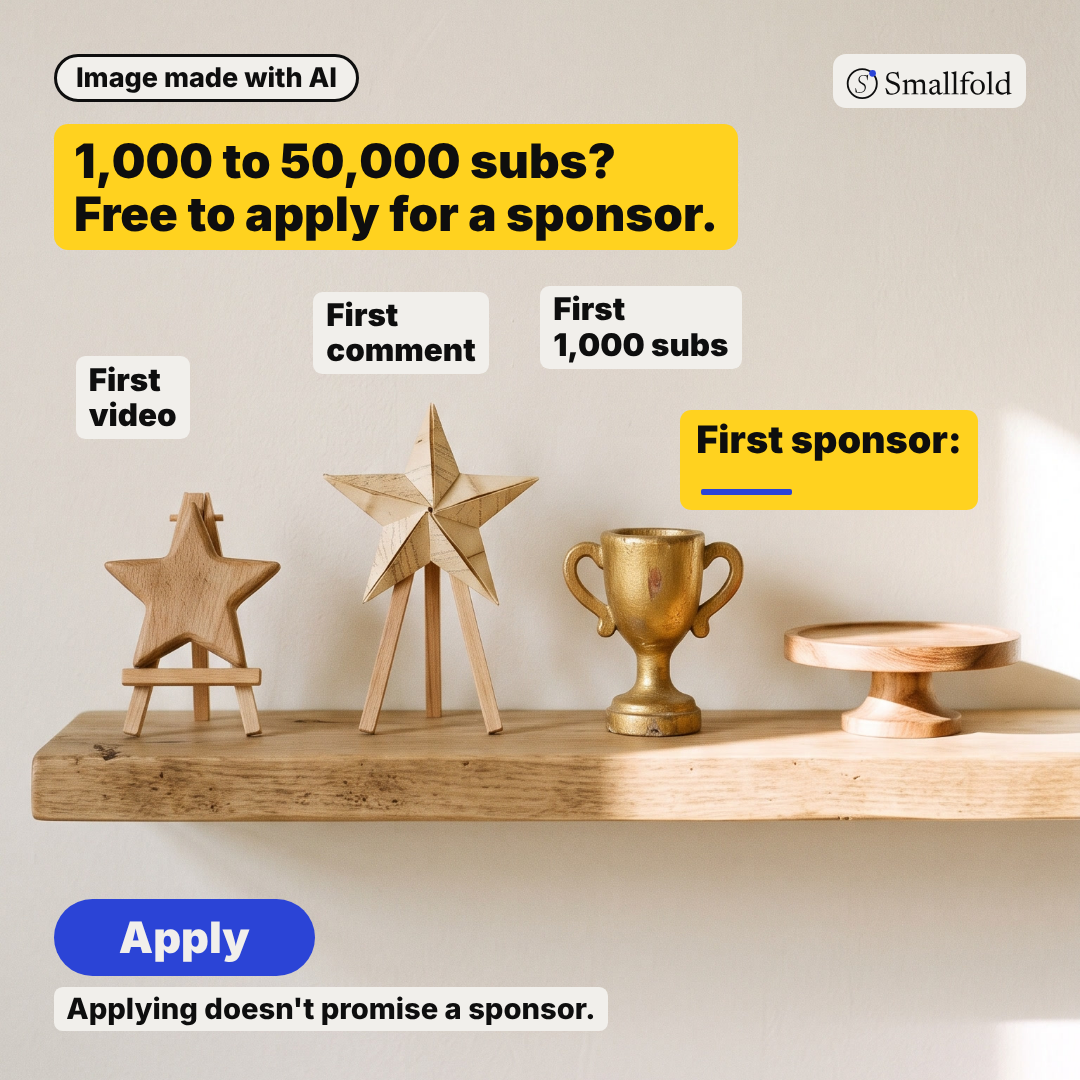 Image made with AI
Smallfold
1,000 to 50,000 subs?
Free to apply for a sponsor.
First
video
First
comment
First
1,000 subs
First sponsor:
Apply
Applying doesn't promise a sponsor.